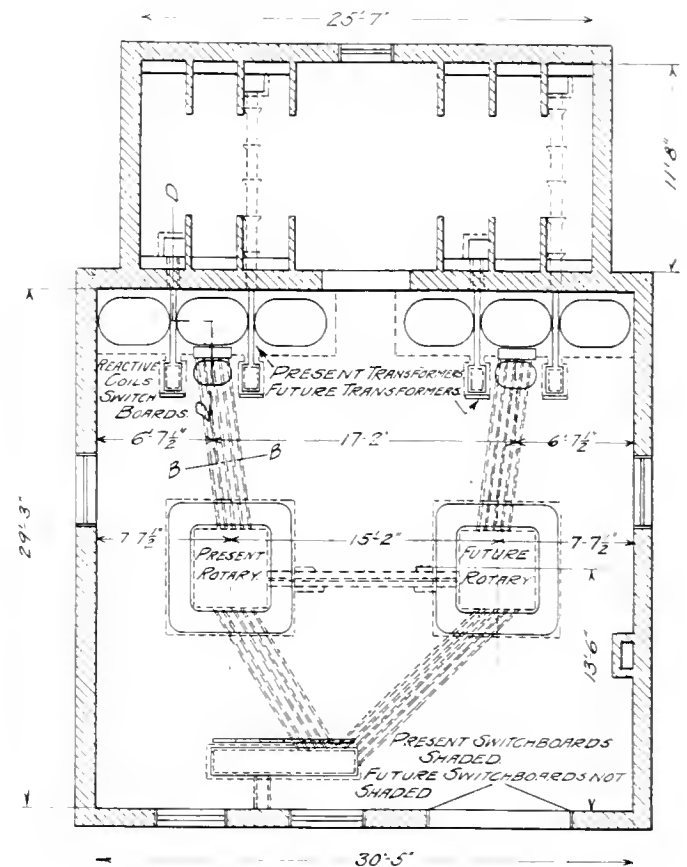 25'-7"
11'8"
D
REACTIVE
COILS
SWITCH
BOARDS
PRESENT TRANSFORMERS
FUTURE TRANSFORMERS
D
6'-7½"
17'-2"
6'-7½"
B
B
29'-3"
7'-7½"
15'-2"
7'-7½"
PRESENT
ROTARY
FUTURE
ROTARY
13'-6"
PRESENT SWITCHBOARDS
SHADED.
FUTURE SWITCHBOARDS NOT
SHADED
30'-5"